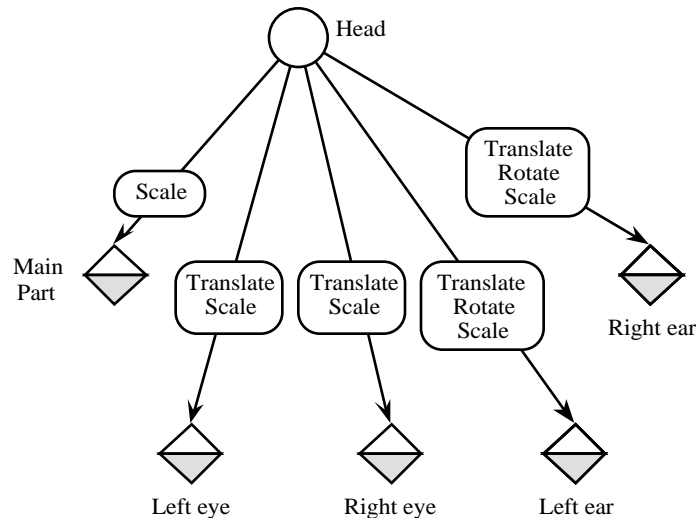 Head
Translate
Rotate
Scale
Scale
Main
Part
Translate
Scale
Translate
Scale
Translate
Rotate
Scale
Right ear
Left eye
Right eye
Left ear